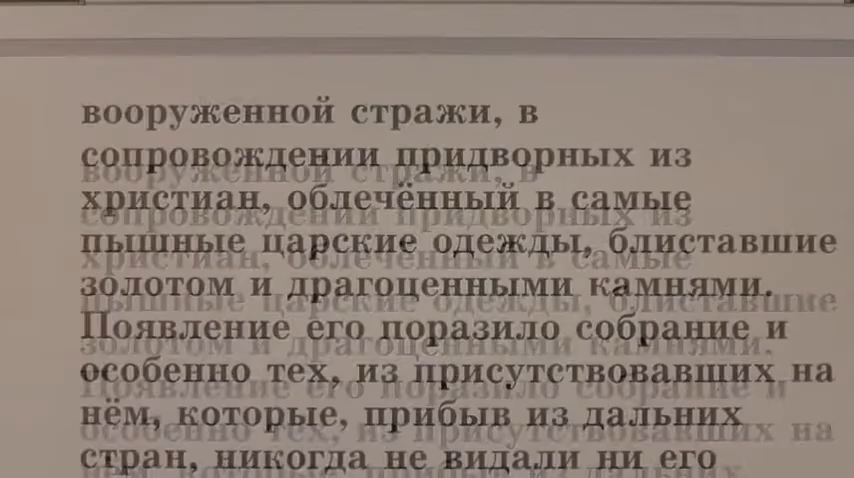 вооруженной стражи, в
сопровождении придворных из
христиан, облечённый в самые
пышные царские одежды, блиставшие
золотом и драгоценными камнями.
Появление его поразило собрание и
особенно тех, из присутствовавших на
нём, которые, прибыв из дальних
стран, никогда не видали ни его